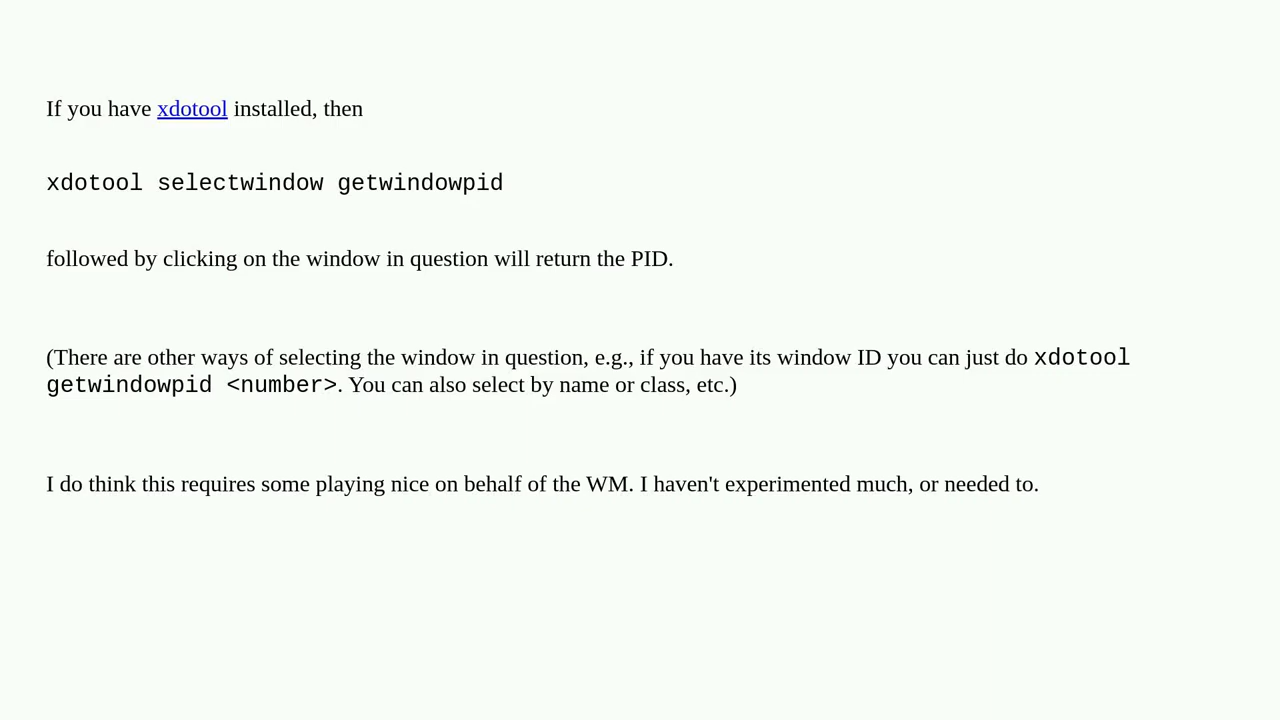 If you have xdotool installed, then
xdotool selectwindow getwindowpid
followed by clicking on the window in question will return the PID.
(There are other ways of selecting the window in question, e.g., if you have its window ID you can just do xdotool
getwindowpid <number>. You can also select by name or class, etc.)
I do think this requires some playing nice on behalf of the WM. I haven't experimented much, or needed to.